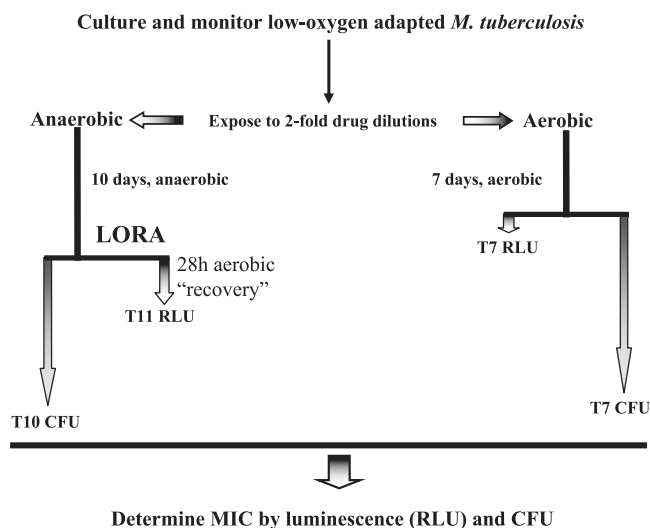 Culture and monitor low-oxygen adapted M. tuberculosis
Anaerobic
Expose to 2-fold drug dilutions
Aerobic
10 days, anaerobic
7 days, aerobic
LORA
28h aerobic
“recovery”
T7 RLU
T11 RLU
T10 CFU
T7 CFU
Determine MIC by luminescence (RLU) and CFU